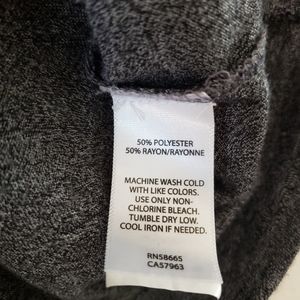 50% POLYESTER
50% RAYON/RAYONNE
MACHINE WASH COLD
WITH LIKE COLORS.
USE ONLY NON-
CHLORINE BLEACH.
TUMBLE DRY LOW.
COOL IRON IF NEEDED.
RN58665
CA57963